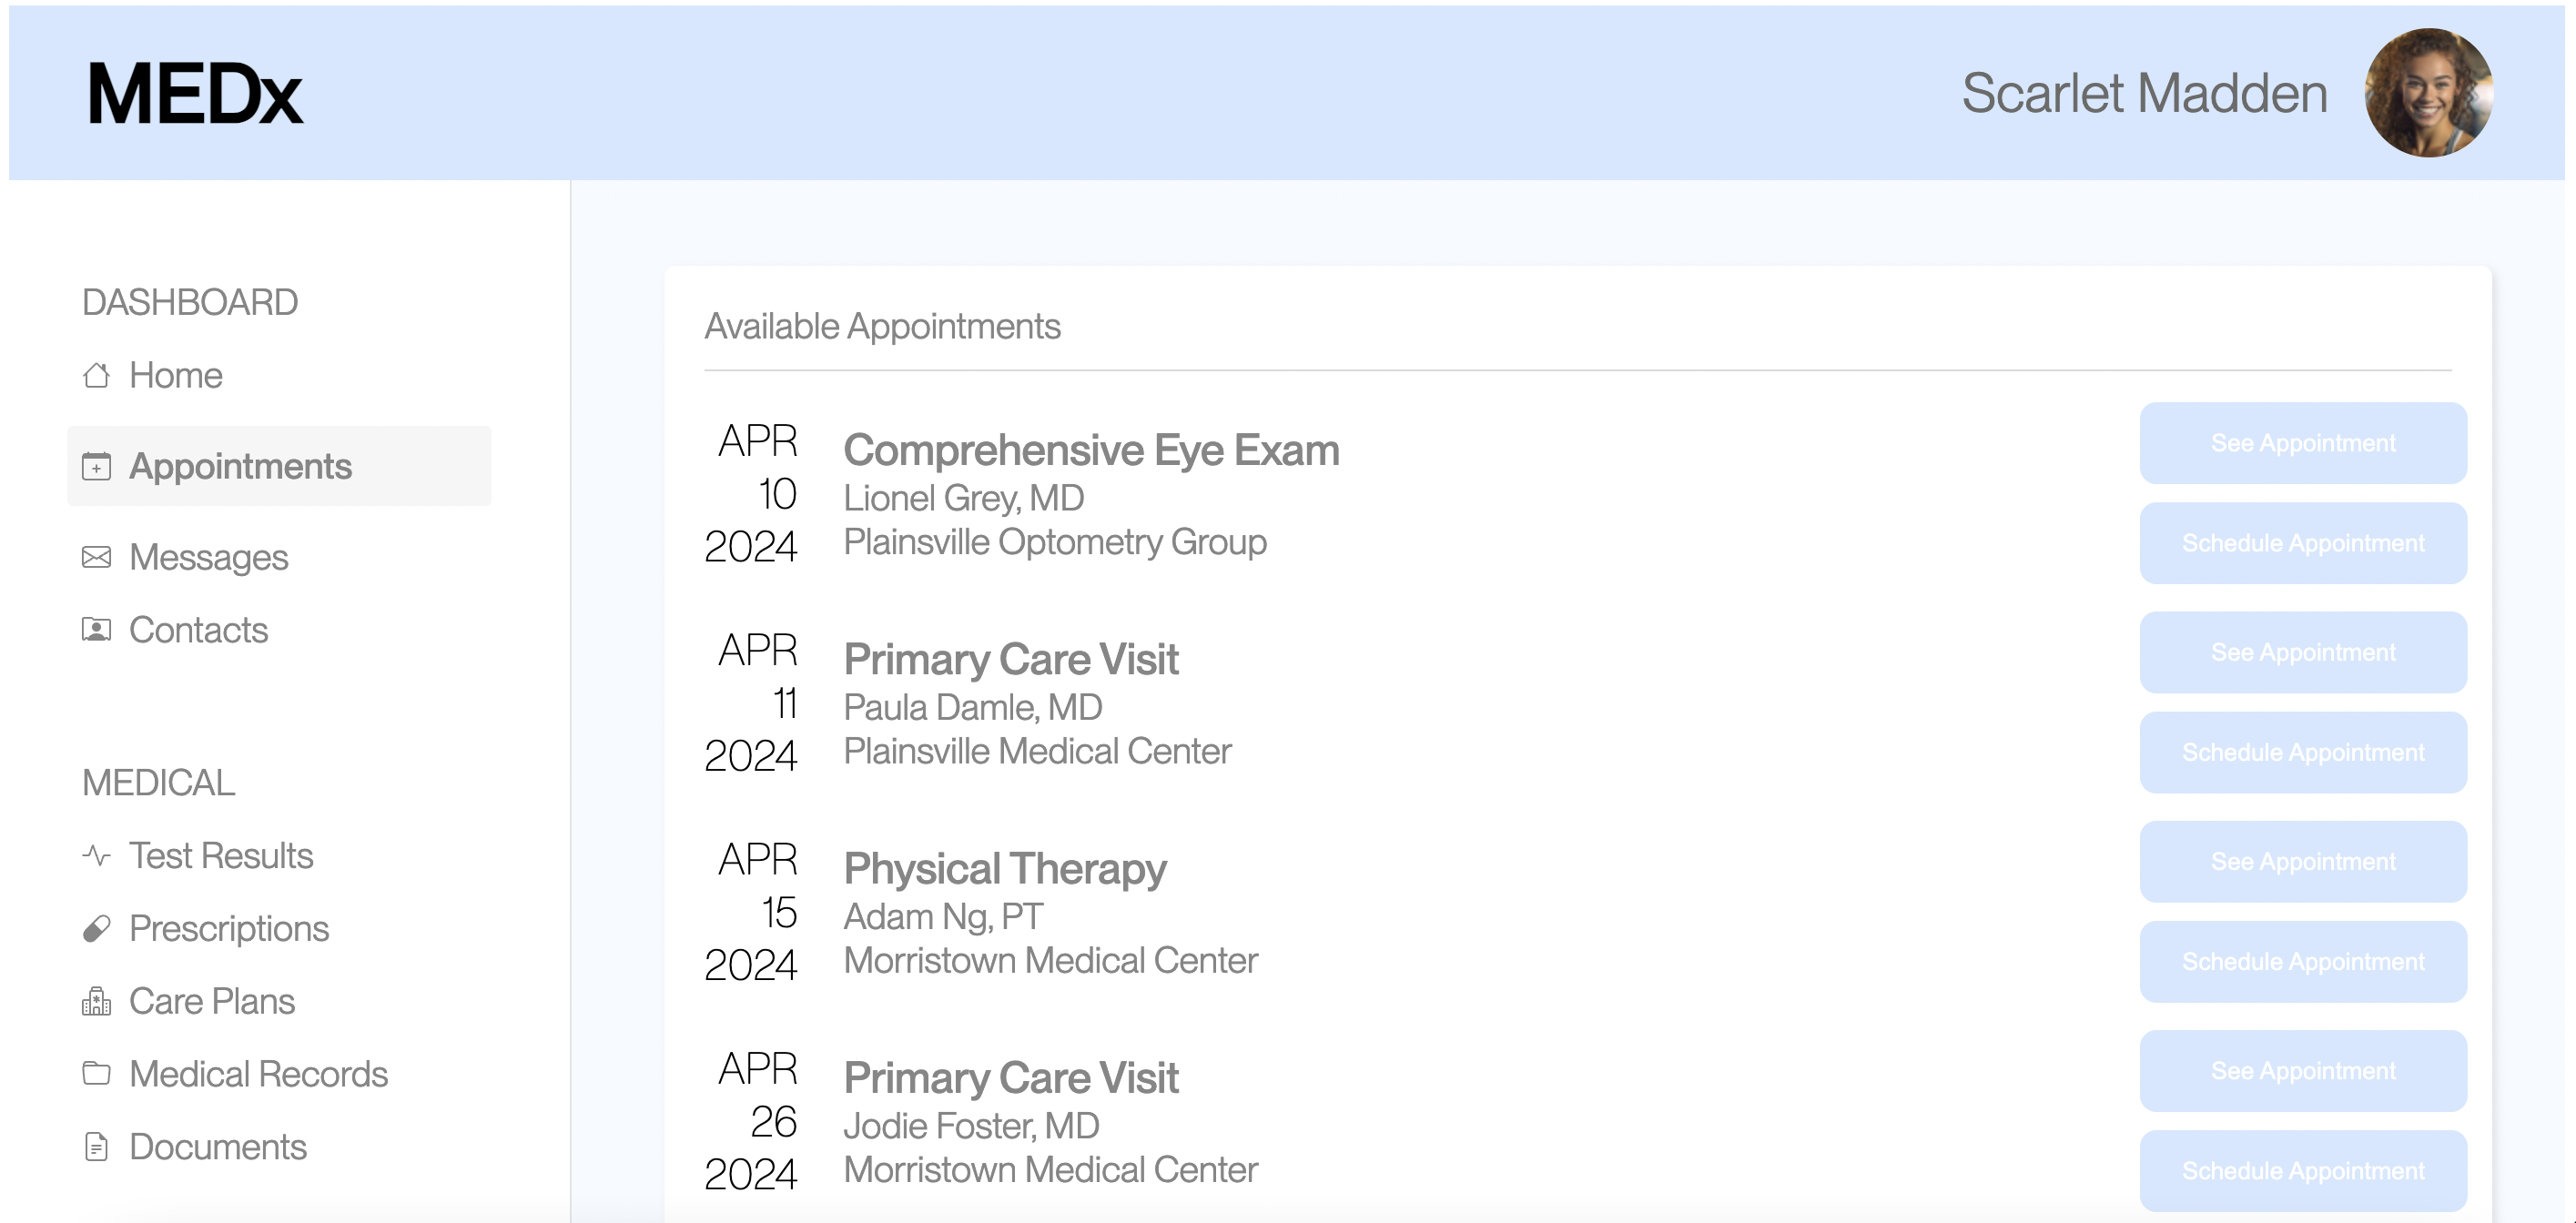 MEDx
Scarlet Madden
DASHBOARD
Home
Appointments
Messages
Contacts
MEDICAL
Test Results
Prescriptions
Care Plans
Medical Records
Documents
Available Appointments
APR
10
2024
Comprehensive Eye Exam
Lionel Grey, MD
Plainsville Optometry Group
See Appointment
Schedule Appointment
APR
11
2024
Primary Care Visit
Paula Damle, MD
Plainsville Medical Center
See Appointment
Schedule Appointment
APR
15
2024
Physical Therapy
Adam Ng, PT
Morristown Medical Center
See Appointment
Schedule Appointment
APR
26
2024
Primary Care Visit
Jodie Foster, MD
Morristown Medical Center
See Appointment
Schedule Appointment